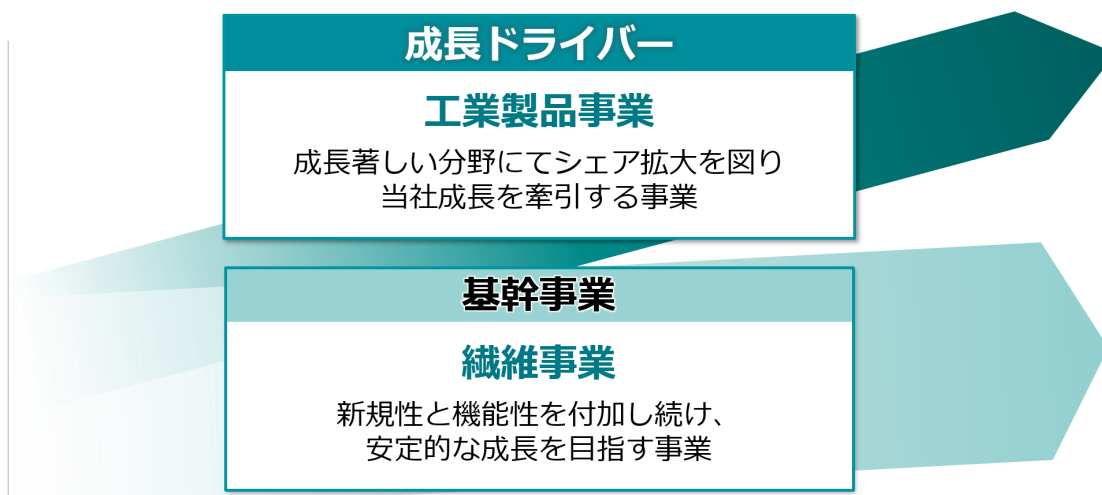 成長ドライバー
工業製品事業
成長著しい分野にてシェア拡大を図り
当社成長を牽引する事業
基幹事業
繊維事業
新規性と機能性を付加し続け、
安定的な成長を目指す事業